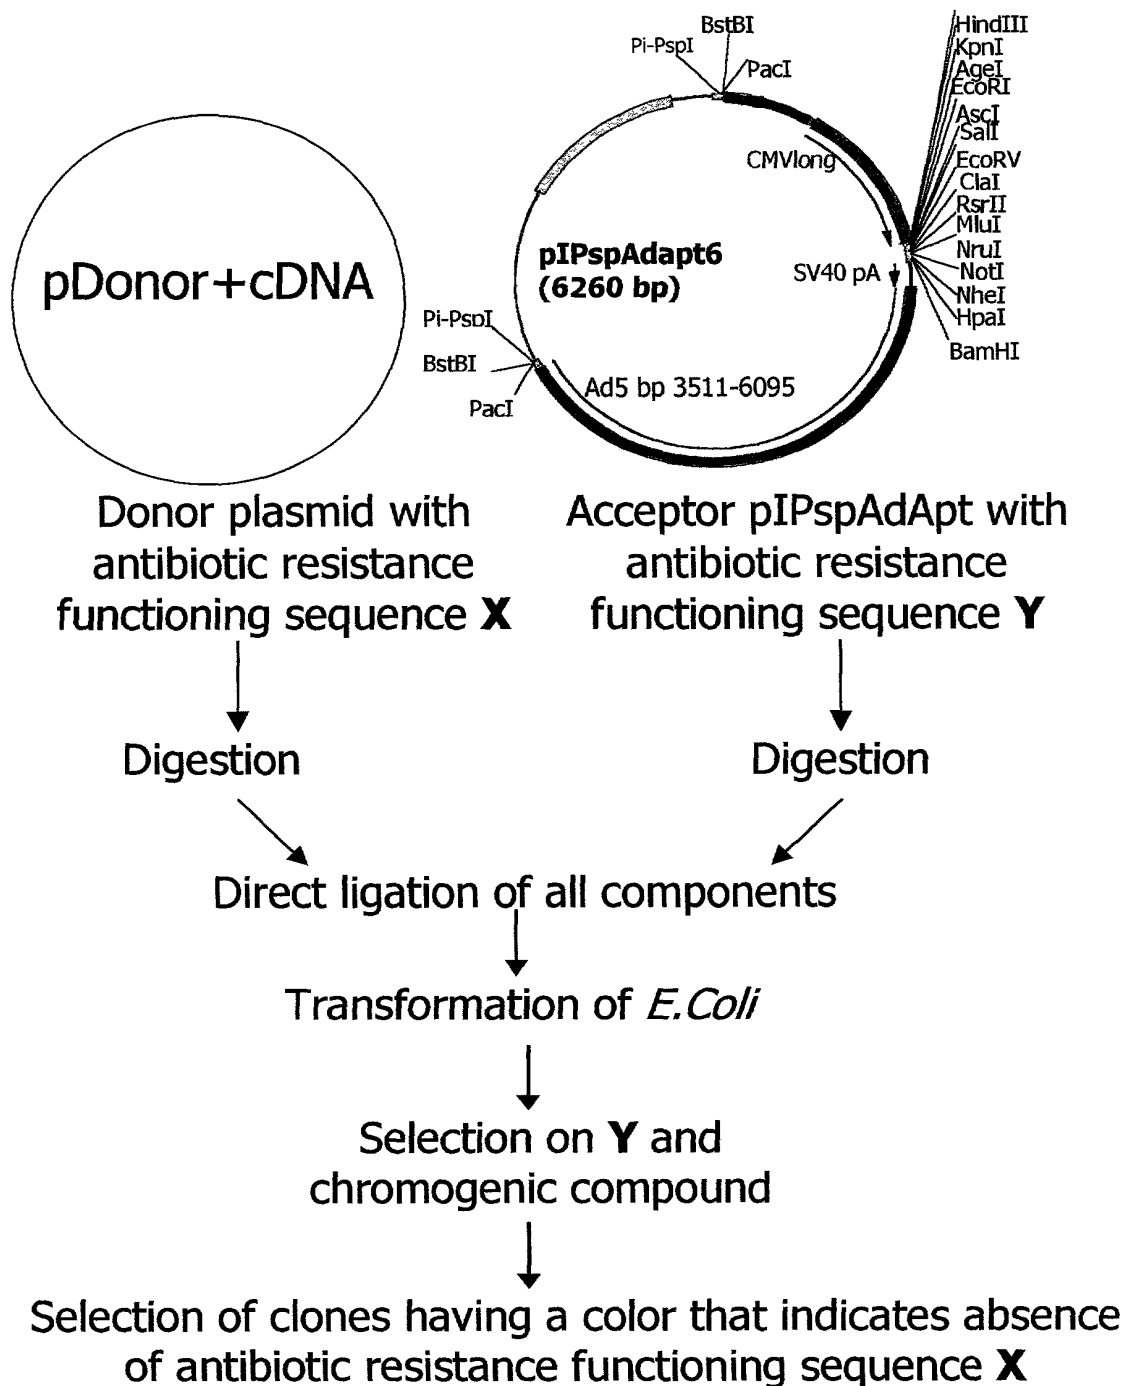 BstBI
Pi-PspI
PacI
HindIII
KpnI
AgeI
EcoRI
AscI
SalI
EcoRV
ClaI
RsrII
MluI
NruI
NotI
NheI
HpaI
BamHI
CMVlong
pDonor+cDNA
pIPspAdapt6
(6260 bp)
SV40 pA
Pi-PspI
BstBI
PacI
Ad5 bp 3511-6095
Donor plasmid with
antibiotic resistance
functioning sequence X
Acceptor pIPspAdApt with
antibiotic resistance
functioning sequence Y
Digestion
Digestion
Direct ligation of all components
Transformation of E.Coli
Selection on Y and
chromogenic compound
Selection of clones having a color that indicates absence
of antibiotic resistance functioning sequence X